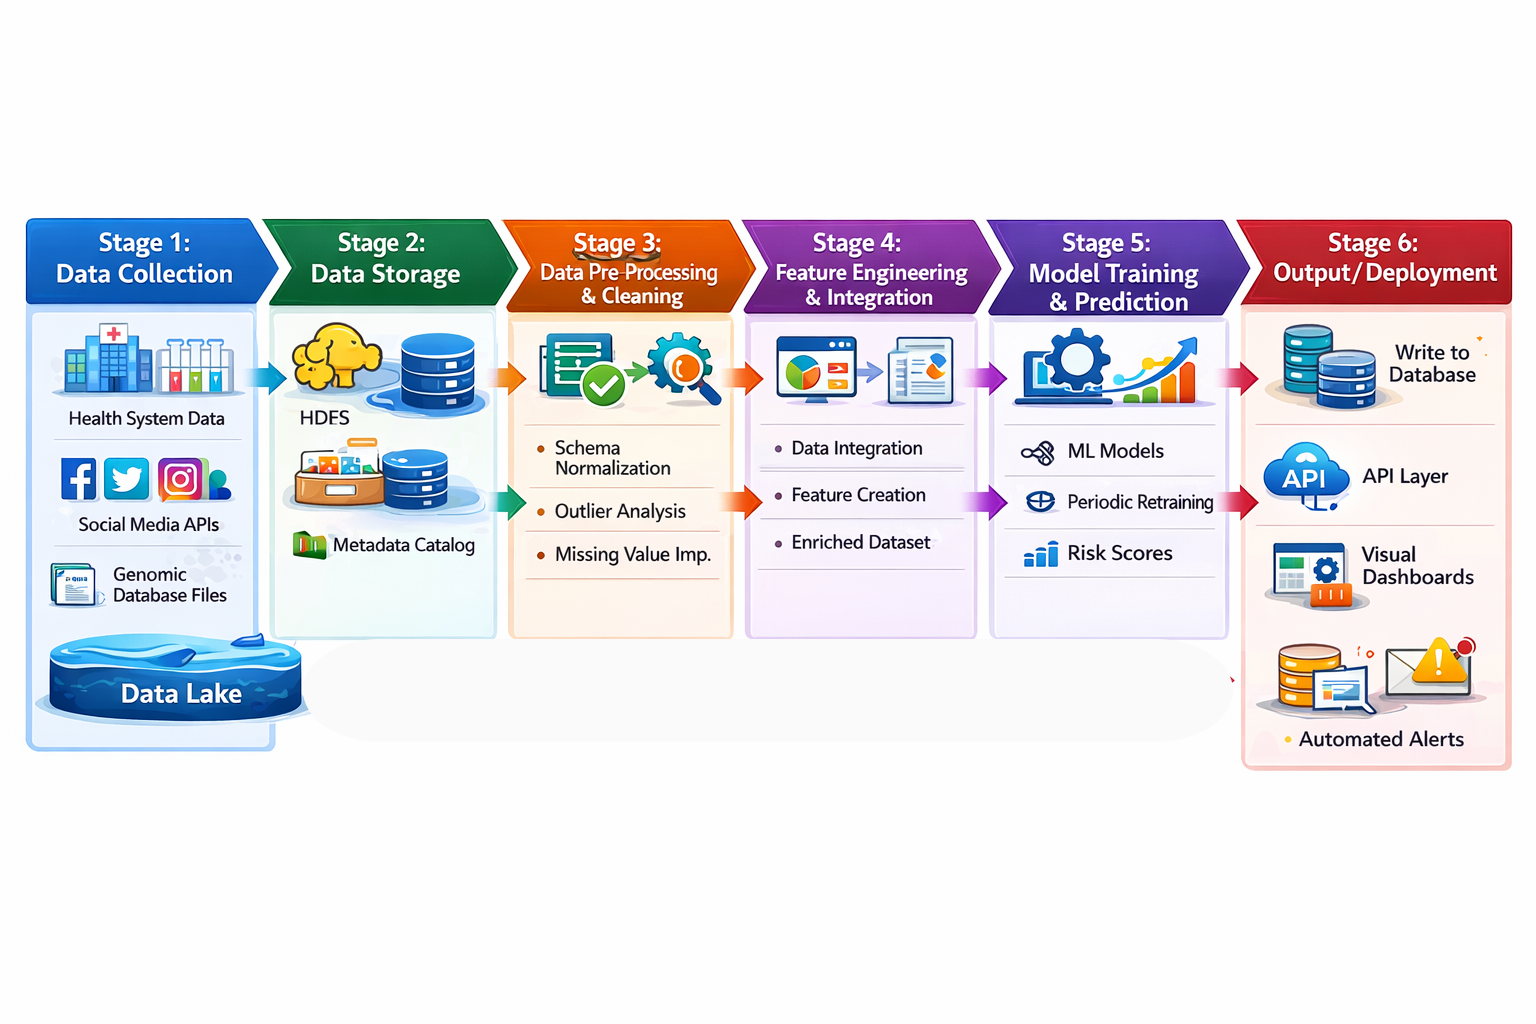 Stage 1:
Data Collection
Health System Data
Social Media APIs
Genomic
Database Files
Data Lake
Stage 2:
Data Storage
HDES
Metadata Catalog
Stage 3:
Data Pre-Processing
& Cleaning
Schema
Normalization
Outlier Analysis
Missing Value Imp.
Stage 4:
Feature Engineering
& Integration
Data Integration
Feature Creation
Enriched Dataset
Stage 5:
Model Training
& Prediction
ML Models
Periodic Retraining
Risk Scores
Stage 6:
Output/Deployment
Write to
Database
API
API Layer
Visual
Dashboards
Automated Alerts